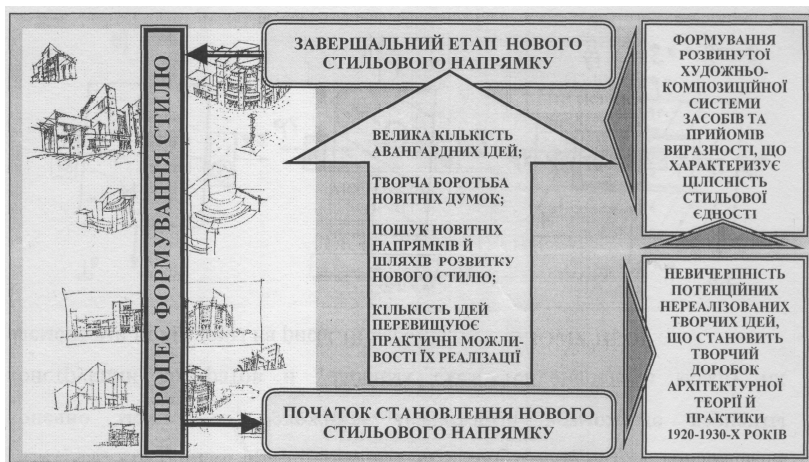 ПРОЦЕС ФОРМУВАННЯ СТИЛЮ
ЗАВЕРШАЛЬНИЙ ЕТАП НОВОГО
СТИЛЬОВОГО НАПРЯМКУ
ВЕЛИКА КІЛЬКІСТЬ
АВАНГАРДНИХ ІДЕЙ;
ТВОРЧА БОРОТЬБА
НОВІТНІХ ДУМОК;
ПОШУК НОВІТНІХ
НАПРЯМКІВ Й
ШЛЯХІВ РОЗВИТКУ
НОВОГО СТИЛЮ;
КІЛЬКІСТЬ ІДЕЙ
ПЕРЕВИЩУЮЄ
ПРАКТИЧНІ МОЖЛИ-
ВОСТІ ЇХ РЕАЛІЗАЦІЇ
ПОЧАТОК СТАНОВЛЕННЯ НОВОГО
СТИЛЬОВОГО НАПРЯМКУ
ФОРМУВАННЯ
РОЗВИНУТОЇ
ХУДОЖНЬО-
КОМПОЗИЦІЙНОЇ
СИСТЕМИ
ЗАСОБІВ ТА
ПРИЙОМІВ
ВИРАЗНОСТІ, ЩО
ХАРАКТЕРИЗУЄ
ЦІЛІСНІСТЬ
СТИЛЬОВОЇ
ЄДНОСТІ
НЕВИЧЕРПНІСТЬ
ПОТЕНЦІЙНИХ
НЕРЕАЛІЗОВАНИХ
ТВОРЧИХ ІДЕЙ,
ЩО СТАНОВИТЬ
ТВОРЧИЙ
ДОРОБОК
АРХІТЕКТУРНОЇ
ТЕОРІЇ Й
ПРАКТИКИ
1920-1930-Х РОКІВ